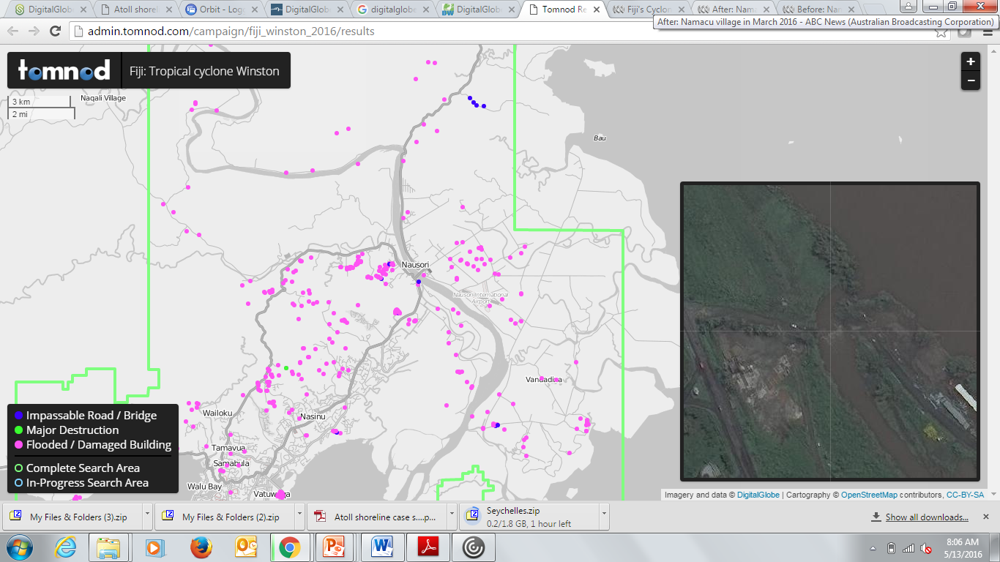 DigitalGlobe
Atoll shorel
Orbit - Logg
DigitalGlobe
digitalglobe
DigitalGlobe
Tomnod Re
Fiji's Cyclon
After: Nama
Before: Nam
admin.tomnod.com/campaign/fiji_winston_2016/results
After: Namacu village in March 2016 - ABC News (Australian Broadcasting Corporation)
tomnod
Fiji: Tropical cyclone Winston
+
−
3 km
2 mi
Naqali Village
Bau
Nausori
Nausori International
Airport
Vandadina
Wailoku
Nasinu
Tamavua
Samabula
Walu Bay
Impassable Road / Bridge
Major Destruction
Flooded / Damaged Building
Complete Search Area
In-Progress Search Area
Imagery and data © DigitalGlobe | Cartography © OpenStreetMap contributors, CC-BY-SA
My Files & Folders (3).zip
My Files & Folders (2).zip
Atoll shoreline case s....pdf
Seychelles.zip
0.2/1.8 GB, 1 hour left
Show all downloads...
8:06 AM
5/13/2016